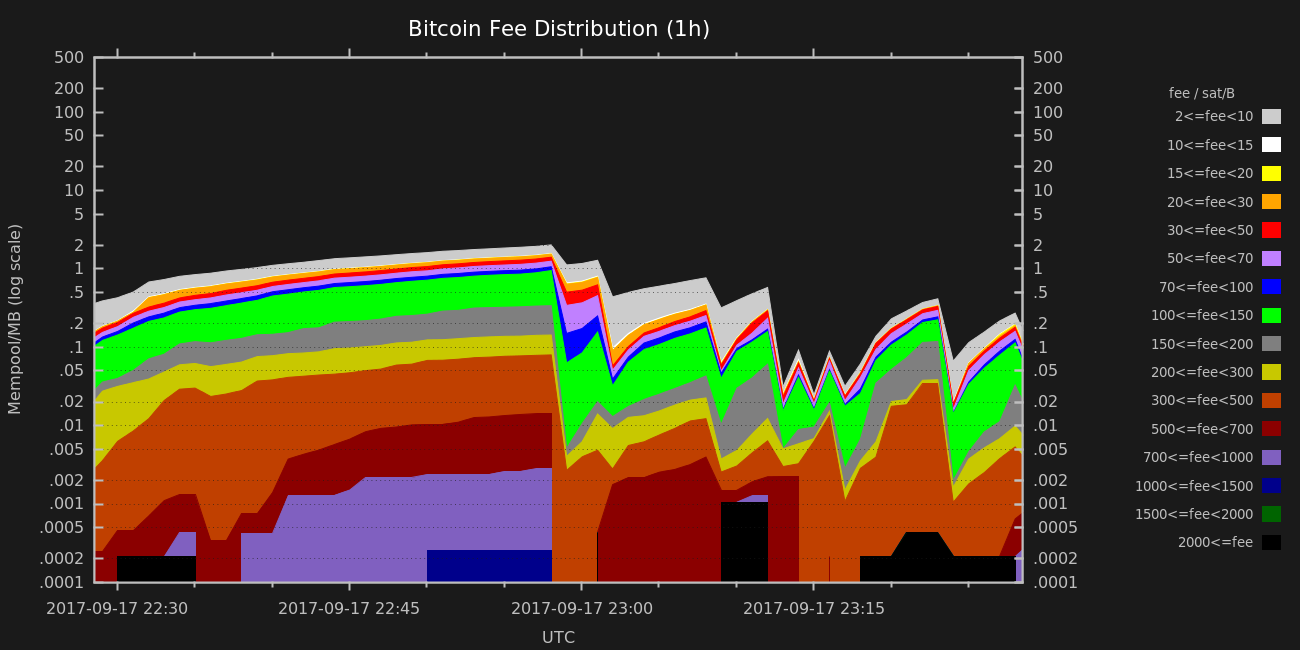 Bitcoin Fee Distribution (1h)
500
200
100
50
20
10
5
2
1
.5
.2
.1
.05
.02
.01
.005
.002
.001
.0005
.0002
.0001
Mempool/MB (log scale)
500
200
100
50
20
10
5
2
1
.5
.2
.1
.05
.02
.01
.005
.002
.001
.0005
.0002
.0001
2017-09-17 22:30 2017-09-17 22:45 2017-09-17 23:00 2017-09-17 23:15
UTC
fee / sat/B
2<=fee<10
10<=fee<15
15<=fee<20
20<=fee<30
30<=fee<50
50<=fee<70
70<=fee<100
100<=fee<150
150<=fee<200
200<=fee<300
300<=fee<500
500<=fee<700
700<=fee<1000
1000<=fee<1500
1500<=fee<2000
2000<=fee